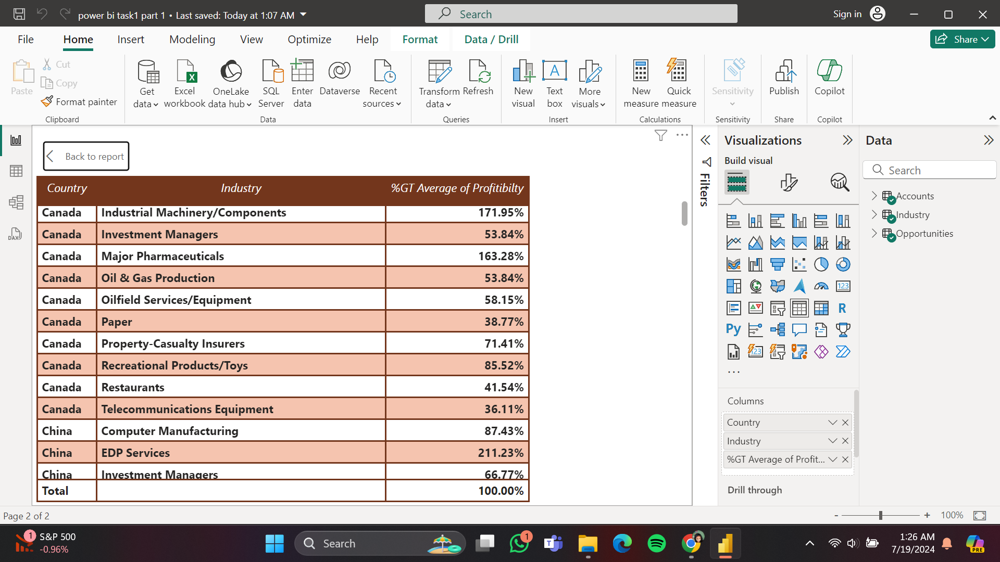 power bi task1 part 1 • Last saved: Today at 1:07 AM
Search
Sign in
File Home Insert Modeling View Optimize Help Format Data / Drill
Share
Paste
Cut
Copy
Format painter
Clipboard
Get data
Excel workbook
OneLake data hub
SQL Server
Enter data
Dataverse
Recent sources
Data
Transform data
Refresh
Queries
New visual
Text box
More visuals
Insert
New measure
Quick measure
Calculations
Sensitivity
Sensitivity
Publish
Share
Copilot
Copilot
DAX
Back to report
Country Industry %GT Average of Profitibilty
Canada Industrial Machinery/Components 171.95%
Canada Investment Managers 53.84%
Canada Major Pharmaceuticals 163.28%
Canada Oil & Gas Production 53.84%
Canada Oilfield Services/Equipment 58.15%
Canada Paper 38.77%
Canada Property-Casualty Insurers 71.41%
Canada Recreational Products/Toys 85.52%
Canada Restaurants 41.54%
Canada Telecommunications Equipment 36.11%
China Computer Manufacturing 87.43%
China EDP Services 211.23%
China Investment Managers 66.77%
Total 100.00%
Filters
Visualizations
Build visual
123
R
Py
123
Columns
Country
Industry
%GT Average of Profit...
Drill through
Data
Search
Accounts
Industry
Opportunities
Page 2 of 2
- + 100%
1
S&P 500
-0.96%
Search
1
T
1:26 AM
7/19/2024
PRE